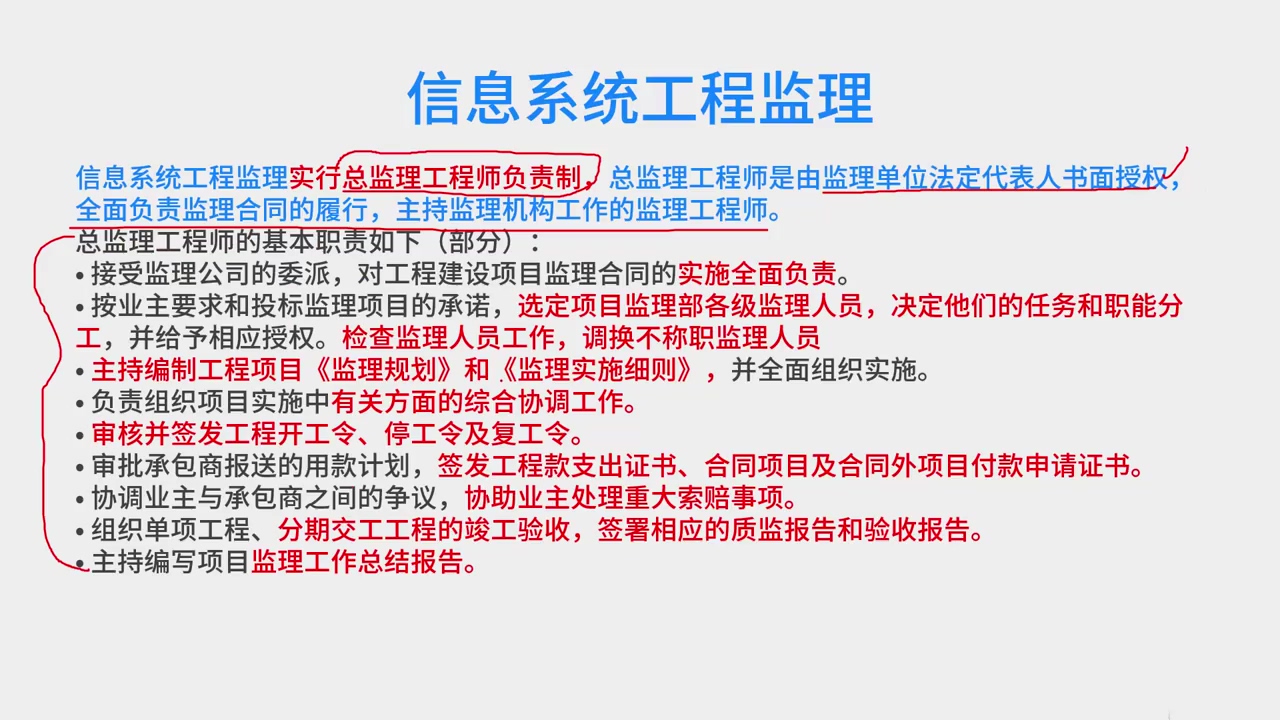 信息系统工程监理
信息系统工程监理实行总监理工程师负责制，总监理工程师是由监理单位法定代表人书面授权，
全面负责监理合同的履行，主持监理机构工作的监理工程师。
总监理工程师的基本职责如下（部分）：
• 接受监理公司的委派，对工程建设项目监理合同的实施全面负责。
• 按业主要求和投标监理项目的承诺，选定项目监理部各级监理人员，决定他们的任务和职能分
工，并给予相应授权。检查监理人员工作，调换不称职监理人员
• 主持编制工程项目《监理规划》和《监理实施细则》，并全面组织实施。
• 负责组织项目实施中有关方面的综合协调工作。
• 审核并签发工程开工令、停工令及复工令。
• 审批承包商报送的用款计划，签发工程款支出证书、合同项目及合同外项目付款申请证书。
• 协调业主与承包商之间的争议，协助业主处理重大索赔事项。
• 组织单项工程、分期交工工程的竣工验收，签署相应的质监报告和验收报告。
• 主持编写项目监理工作总结报告。